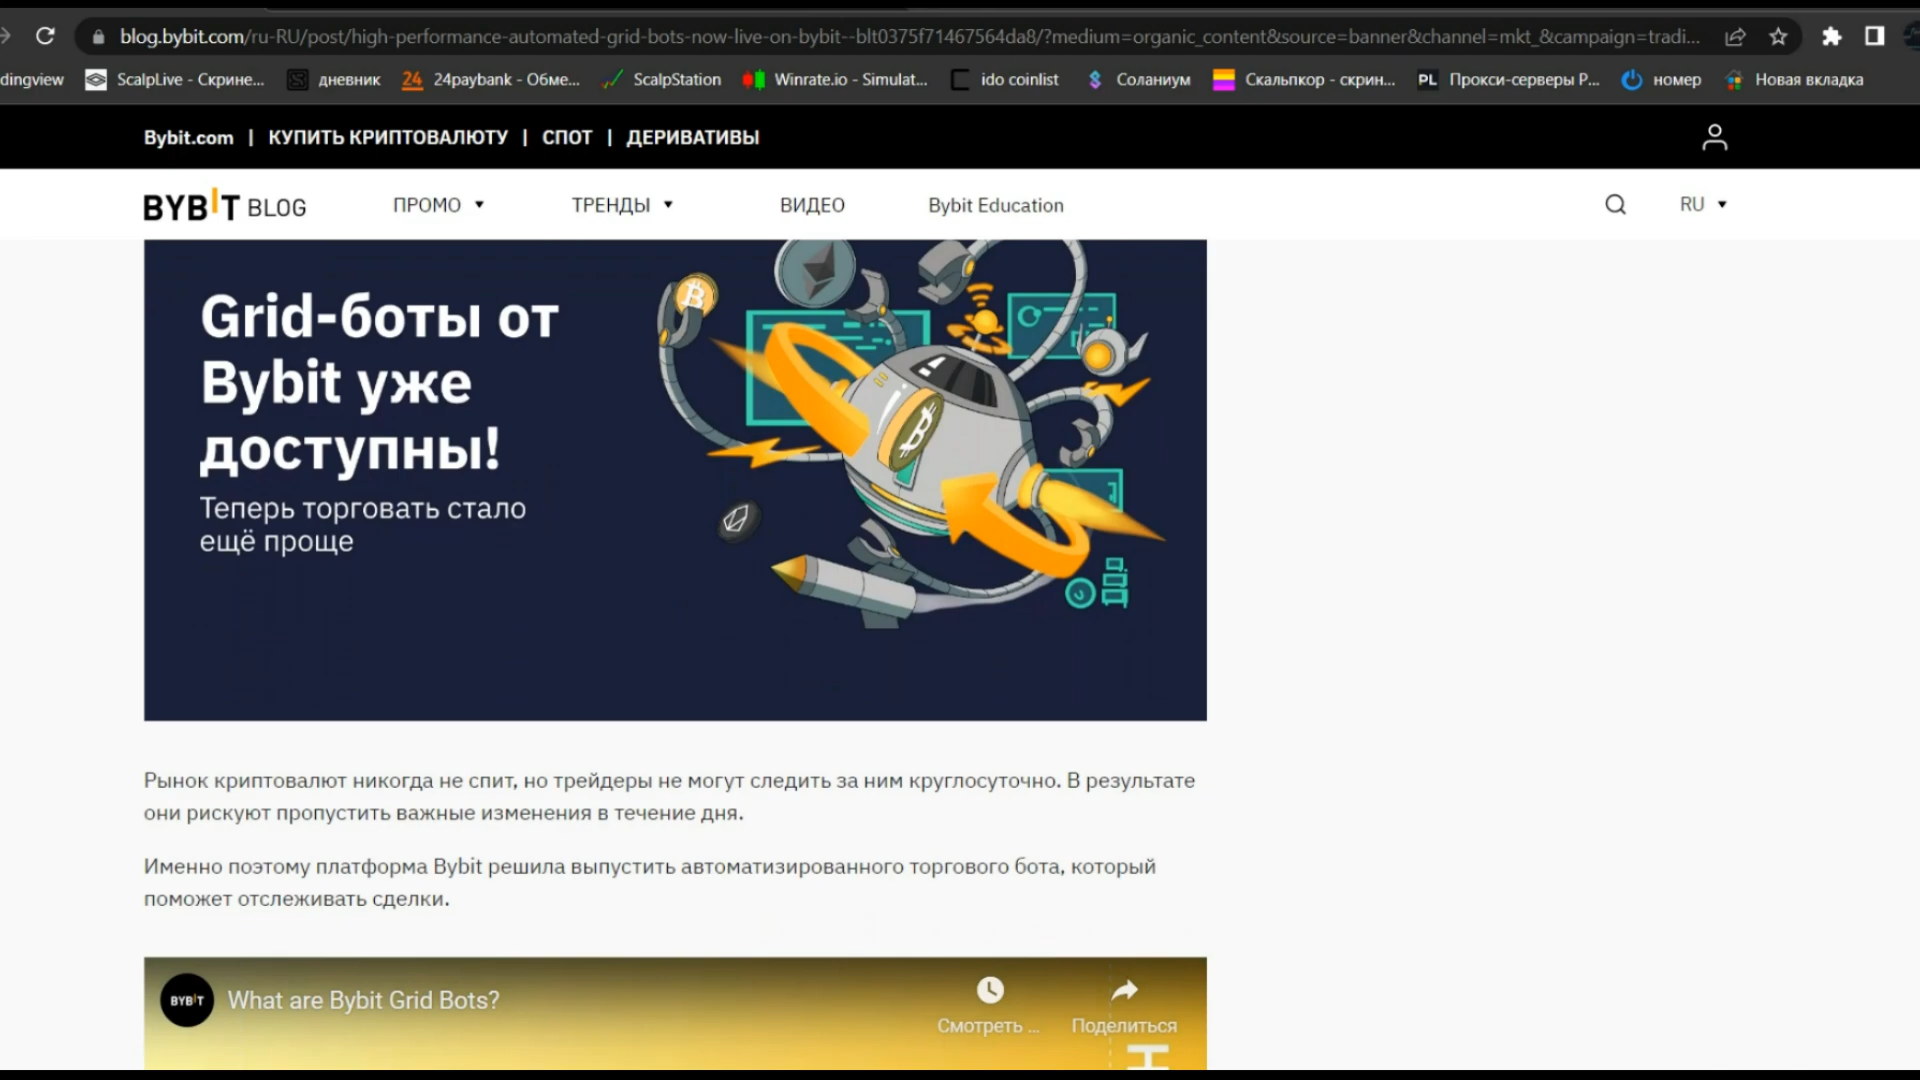 blog.bybit.com/ru-RU/post/high-performance-automated-grid-bots-now-live-on-bybit--blt0375f71467564da8/?medium=organic_content&source=banner&channel=mkt_&campaign=tradi...
dingview ScalpLive - Скрине... дневник 24 24paybank - Обме... ScalpStation Winrate.io - Simulat... ido coinlist Соланиум Скальпкор - скрин... PL Прокси-серверы Р... номер Новая вкладка
Bybit.com | КУПИТЬ КРИПТОВАЛЮТУ | СПОТ | ДЕРИВАТИВЫ
BYBIT BLOG ПРОМО ТРЕНДЫ ВИДЕО Bybit Education RU
Grid-боты от
Bybit уже
доступны!
Теперь торговать стало
ещё проще
Рынок криптовалют никогда не спит, но трейдеры не могут следить за ним круглосуточно. В результате
они рискуют пропустить важные изменения в течение дня.
Именно поэтому платформа Bybit решила выпустить автоматизированного торгового бота, который
поможет отслеживать сделки.
BYBIT What are Bybit Grid Bots?
Смотреть ... Поделиться